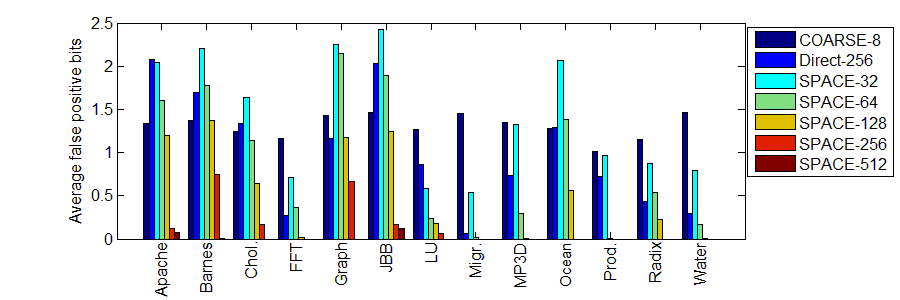 Average false positive bits
2.5
2
1.5
1
0.5
0
Apache
Barnes
Chol.
FFT
Graph
JBB
LU
Migr.
MP3D
Ocean
Prod.
Radix
Water
COARSE-8
Direct-256
SPACE-32
SPACE-64
SPACE-128
SPACE-256
SPACE-512